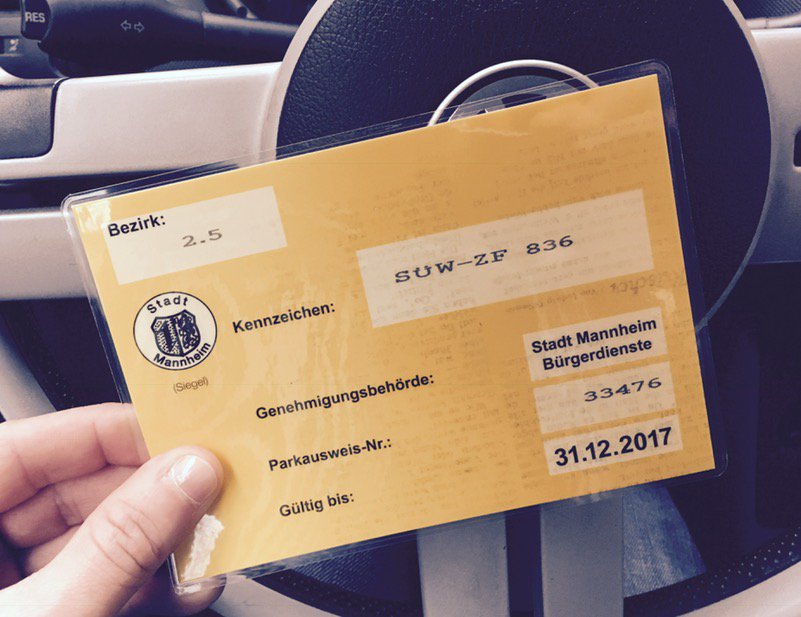 RES
Bezirk:
2.5
Stadt
Mannheim
(Siegel)
Kennzeichen:
SUW-ZF 836
Genehmigungsbehörde:
Stadt Mannheim
Bürgerdienste
Parkausweis-Nr.:
33476
Gültig bis:
31.12.2017